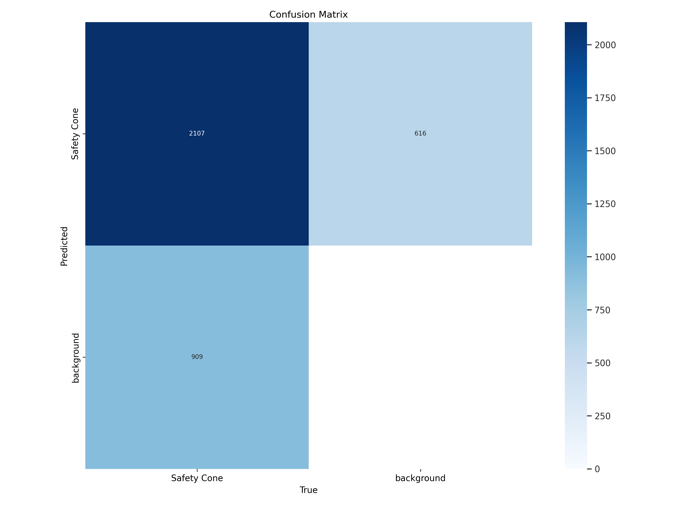 Confusion Matrix
Safety Cone
background
Predicted
2107
616
909
Safety Cone
background
True
2000
1750
1500
1250
1000
750
500
250
0